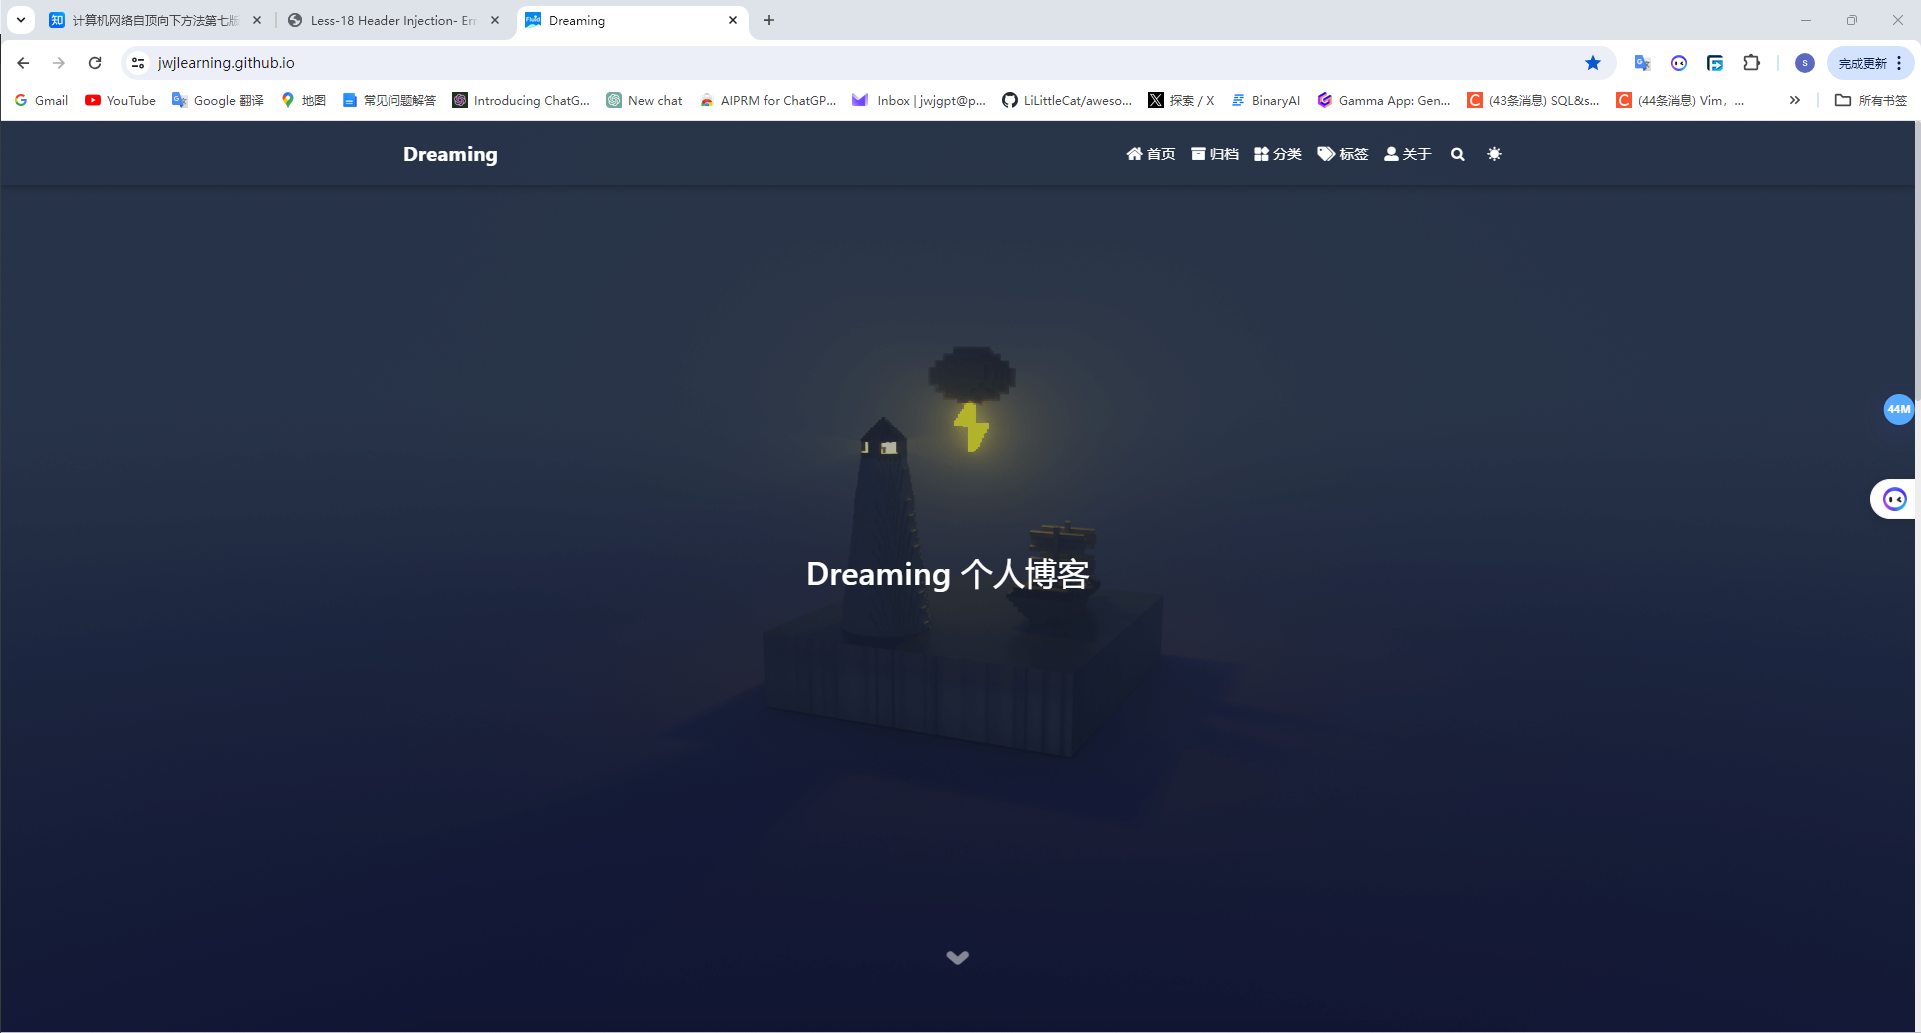 知 计算机网络自顶向下方法第七版
Less-18 Header Injection- Err
Fluid Dreaming
jwjlearning.github.io
S
完成更新
Gmail
YouTube
Google 翻译
地图
常见问题解答
Introducing ChatG...
New chat
AIPRM for ChatGP...
Inbox | jwjgpt@p...
LiLittleCat/aweso...
探索 / X
BinaryAI
Gamma App: Gen...
C (43条消息) SQL&s...
C (44条消息) Vim，...
所有书签
Dreaming
首页
归档
分类
标签
关于
44M
Dreaming 个人博客